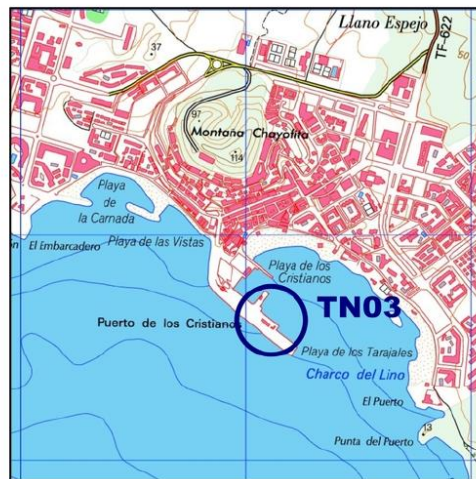 Llano Espejo
TF-622
50
37
97
Montaña Chayofita
114
Playa
de
la Carnada
El Embarcadero
Playa de las Vistas
Playa de los
Cristianos
TN03
Puerto de los Cristianos
Playa de los Tarajales
Charco del Lino
El Puerto
13
Punta del Puerto